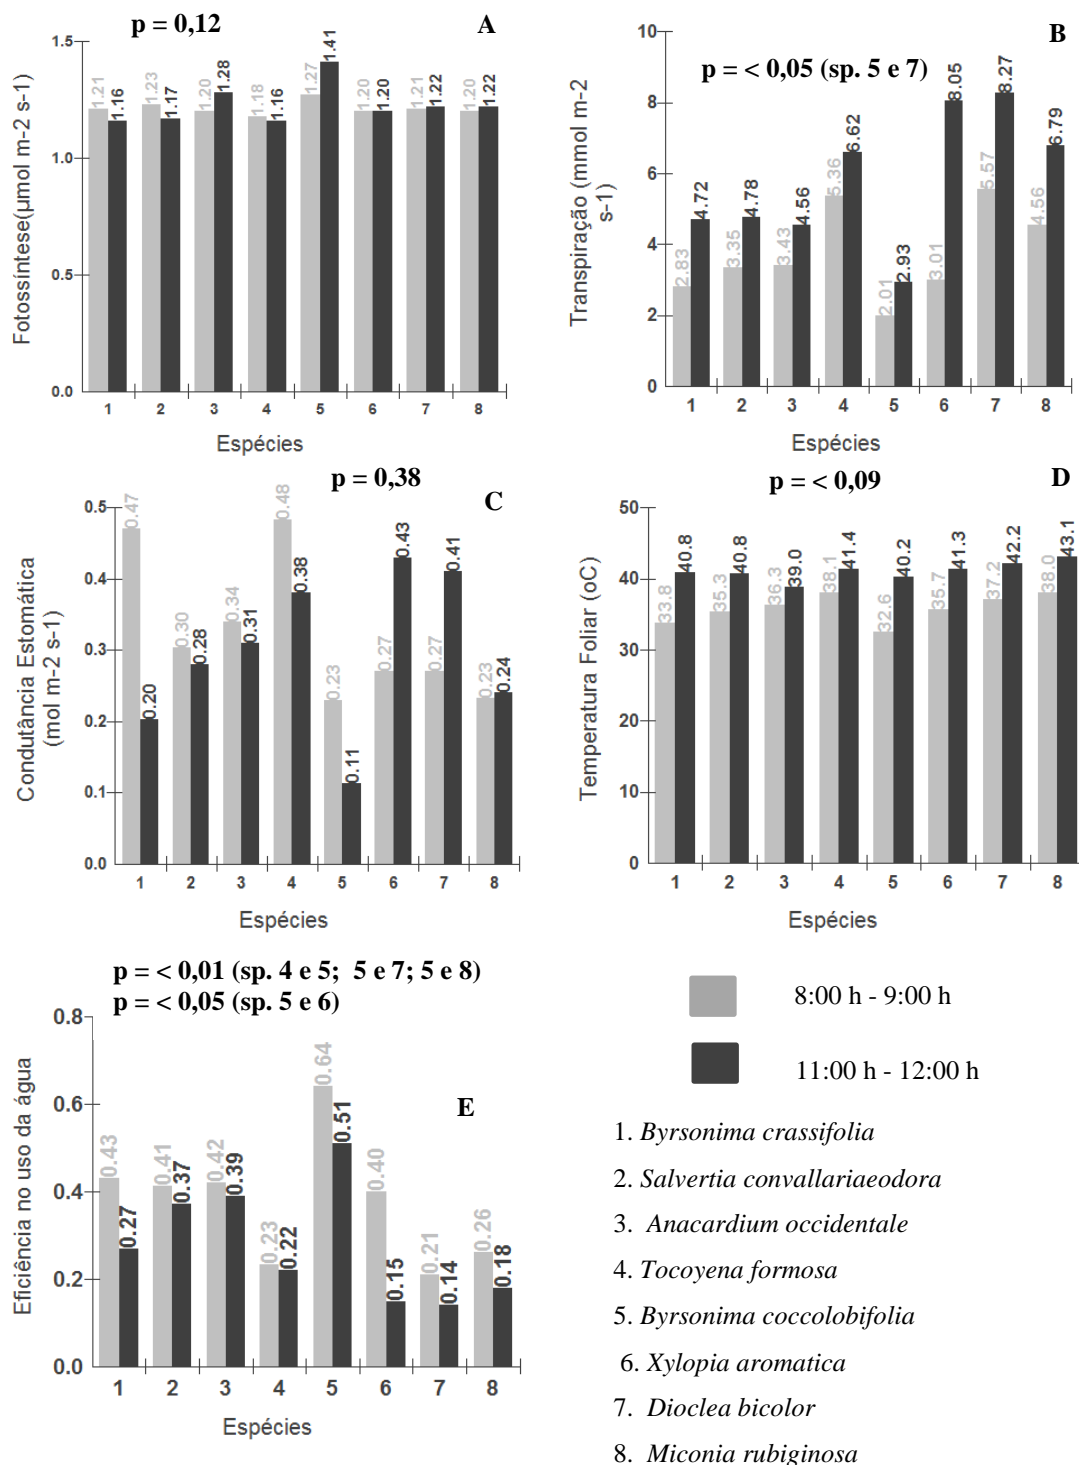 p = 0,12
A
Fotossíntese(µmol m-2 s-1)
1.5
1.0
0.5
0.0
1.21 1.16 1.23 1.17 1.20 1.28 1.18 1.16 1.27 1.41 1.20 1.20 1.21 1.22 1.20 1.22
1 2 3 4 5 6 7 8
Espécies
B
p = < 0,05 (sp. 5 e 7)
Transpiração (mmol m-2
s-1)
10
8
6
4
2
0
2.83 4.72 3.35 4.78 3.43 4.56 5.36 6.62 2.01 2.93 3.01 8.05 5.57 8.27 4.56 6.79
1 2 3 4 5 6 7 8
Espécies
p = 0,38
C
Condutância Estomática
(mol m-2 s-1)
0.5
0.4
0.3
0.2
0.1
0.0
0.47 0.20 0.30 0.28 0.34 0.31 0.48 0.38 0.23 0.11 0.27 0.43 0.27 0.41 0.23 0.24
1 2 3 4 5 6 7 8
Espécies
p = < 0,09
D
Temperatura Foliar (oC)
50
40
30
20
10
0
33.8 40.8 35.3 40.8 36.3 39.0 38.1 41.4 32.6 40.2 35.7 41.3 37.2 42.2 38.0 43.1
1 2 3 4 5 6 7 8
Espécies
p = < 0,01 (sp. 4 e 5; 5 e 7; 5 e 8)
p = < 0,05 (sp. 5 e 6)
E
Eficiência no uso da água
0.8
0.6
0.4
0.2
0.0
0.43 0.27 0.41 0.37 0.42 0.39 0.23 0.22 0.64 0.51 0.40 0.15 0.21 0.14 0.26 0.18
1 2 3 4 5 6 7 8
Espécies
8:00 h - 9:00 h
11:00 h - 12:00 h
1. Byrsonima crassifolia
2. Salvertia convallariaeodora
3. Anacardium occidentale
4. Tocoyena formosa
5. Byrsonima coccolobifolia
6. Xylopia aromatica
7. Dioclea bicolor
8. Miconia rubiginosa